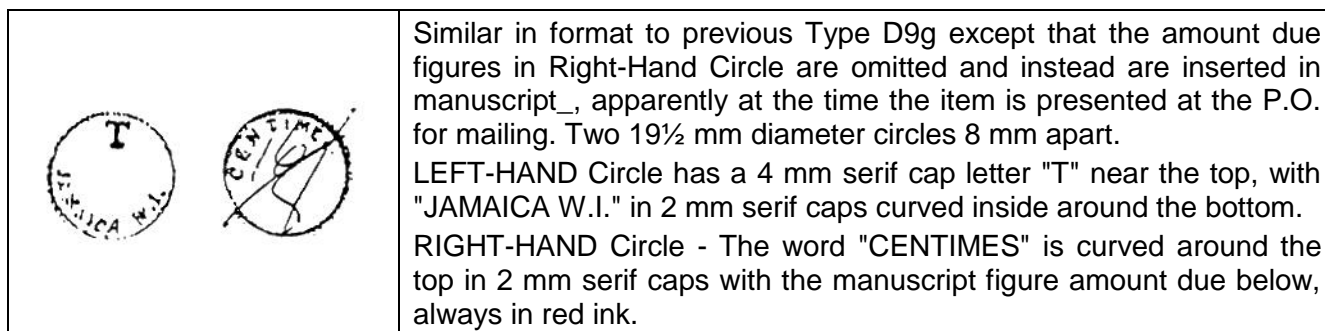 T
JAMAICA W.I.
CENTIMES
Similar in format to previous Type D9g except that the amount due
figures in Right-Hand Circle are omitted and instead are inserted in
manuscript_, apparently at the time the item is presented at the P.O.
for mailing. Two 19½ mm diameter circles 8 mm apart.
LEFT-HAND Circle has a 4 mm serif cap letter "T" near the top, with
"JAMAICA W.I." in 2 mm serif caps curved inside around the bottom.
RIGHT-HAND Circle - The word "CENTIMES" is curved around the
top in 2 mm serif caps with the manuscript figure amount due below,
always in red ink.